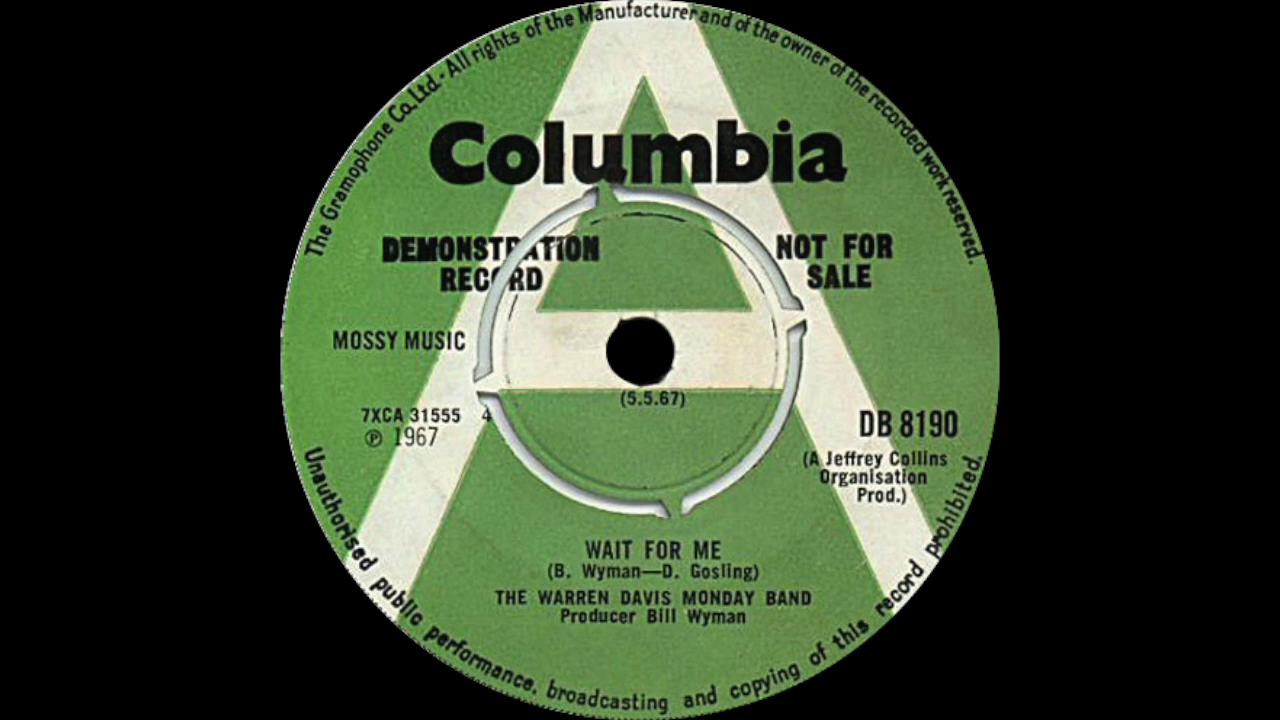 The Gramophone Co. Ltd. · All rights of the Manufacturer and of the owner of the recorded work reserved.
Columbia
DEMONSTRATION
RECORD
NOT FOR
SALE
MOSSY MUSIC
(5.5.67)
7XCA 31555 4
℗ 1967
DB 8190
(A Jeffrey Collins
Organisation
Prod.)
WAIT FOR ME
(B. Wyman—D. Gosling)
THE WARREN DAVIS MONDAY BAND
Producer Bill Wyman
Unauthorised public performance, broadcasting and copying of this record prohibited.